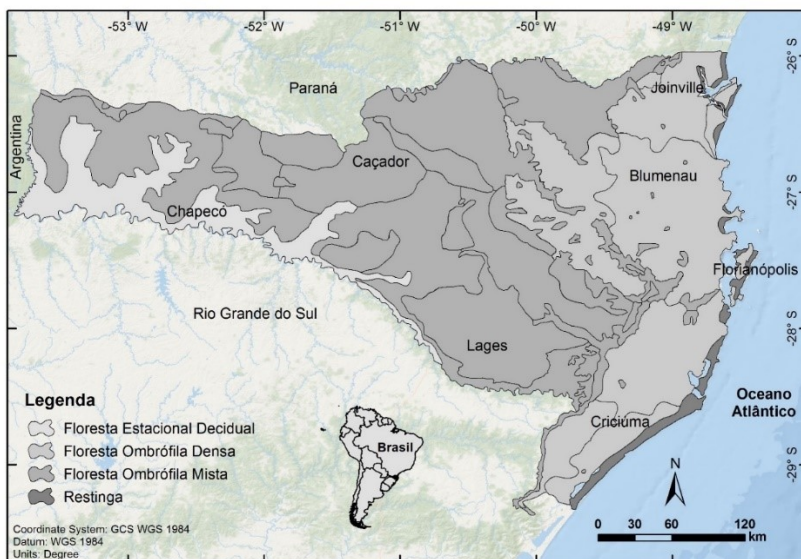 -53° W
-52° W
-51° W
-50° W
-49° W
-26° S
-27° S
-28° S
-29° S
Argentina
Paraná
Joinville
Caçador
Blumenau
Chapecó
Florianópolis
Rio Grande do Sul
Lages
Criciúma
Oceano
Atlântico
Legenda
Floresta Estacional Decidual
Floresta Ombrófila Densa
Floresta Ombrófila Mista
Restinga
Brasil
N
0 30 60 120
km
Coordinate System: GCS WGS 1984
Datum: WGS 1984
Units: Degree